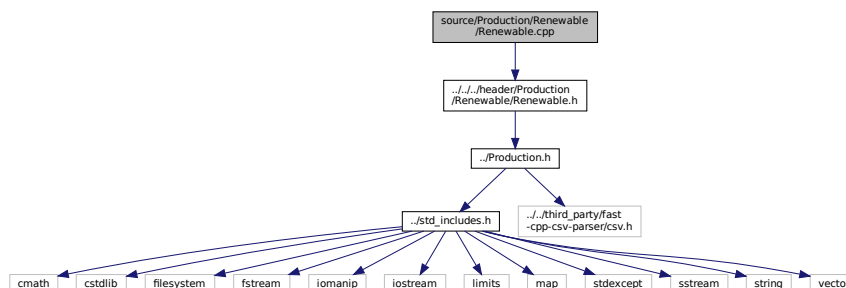 source/Production/Renewable
/Renewable.cpp
../../../header/Production
/Renewable/Renewable.h
../Production.h
../std_includes.h
../../third_party/fast
-cpp-csv-parser/csv.h
cmath
cstdlib
filesystem
fstream
iomanip
iostream
limits
map
stdexcept
sstream
string
vecto